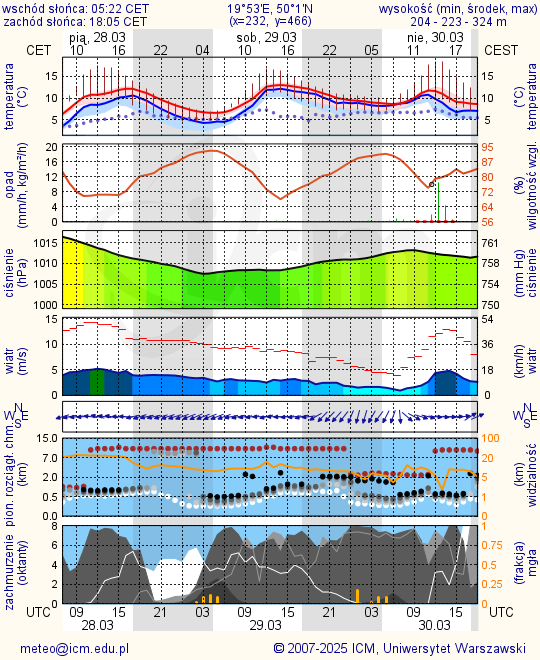 wschód słońca: 05:22 CET
zachód słońca: 18:05 CET
19°53'E, 50°1'N
(x=232, y=466)
wysokość (min, środek, max)
204 - 223 - 324 m
pią, 28.03 sob, 29.03 nie, 30.03
CET 10 16 22 04 10 16 22 04 11 17 CEST
temperatura (°C)
15
10
5
15
10
5
temperatura (°C)
opad (mm/h, kg/m²/h)
20
16
12
8
4
0
95
87
80
72
64
56
wilgotność wzgl. (%)
ciśnienie (hPa)
1015
1010
1005
1000
761
758
754
750
ciśnienie (mm Hg)
wiatr (m/s)
15
10
5
0
54
36
18
0
wiatr (km/h)
N
W E
S
N
W E
S
pion. rozciągł. chm. (km)
15.0
7.0
2.0
0.5
0.0
100
20
5
1
0
widzialność (km)
zachmurzenie (oktanty)
8
6
4
2
0
1
0.75
0.5
0.25
0
mgła (frakcja)
UTC 09 15 21 03 09 15 21 03 09 15 UTC
28.03 29.03 30.03
meteo@icm.edu.pl
© 2007-2025 ICM, Uniwersytet Warszawski